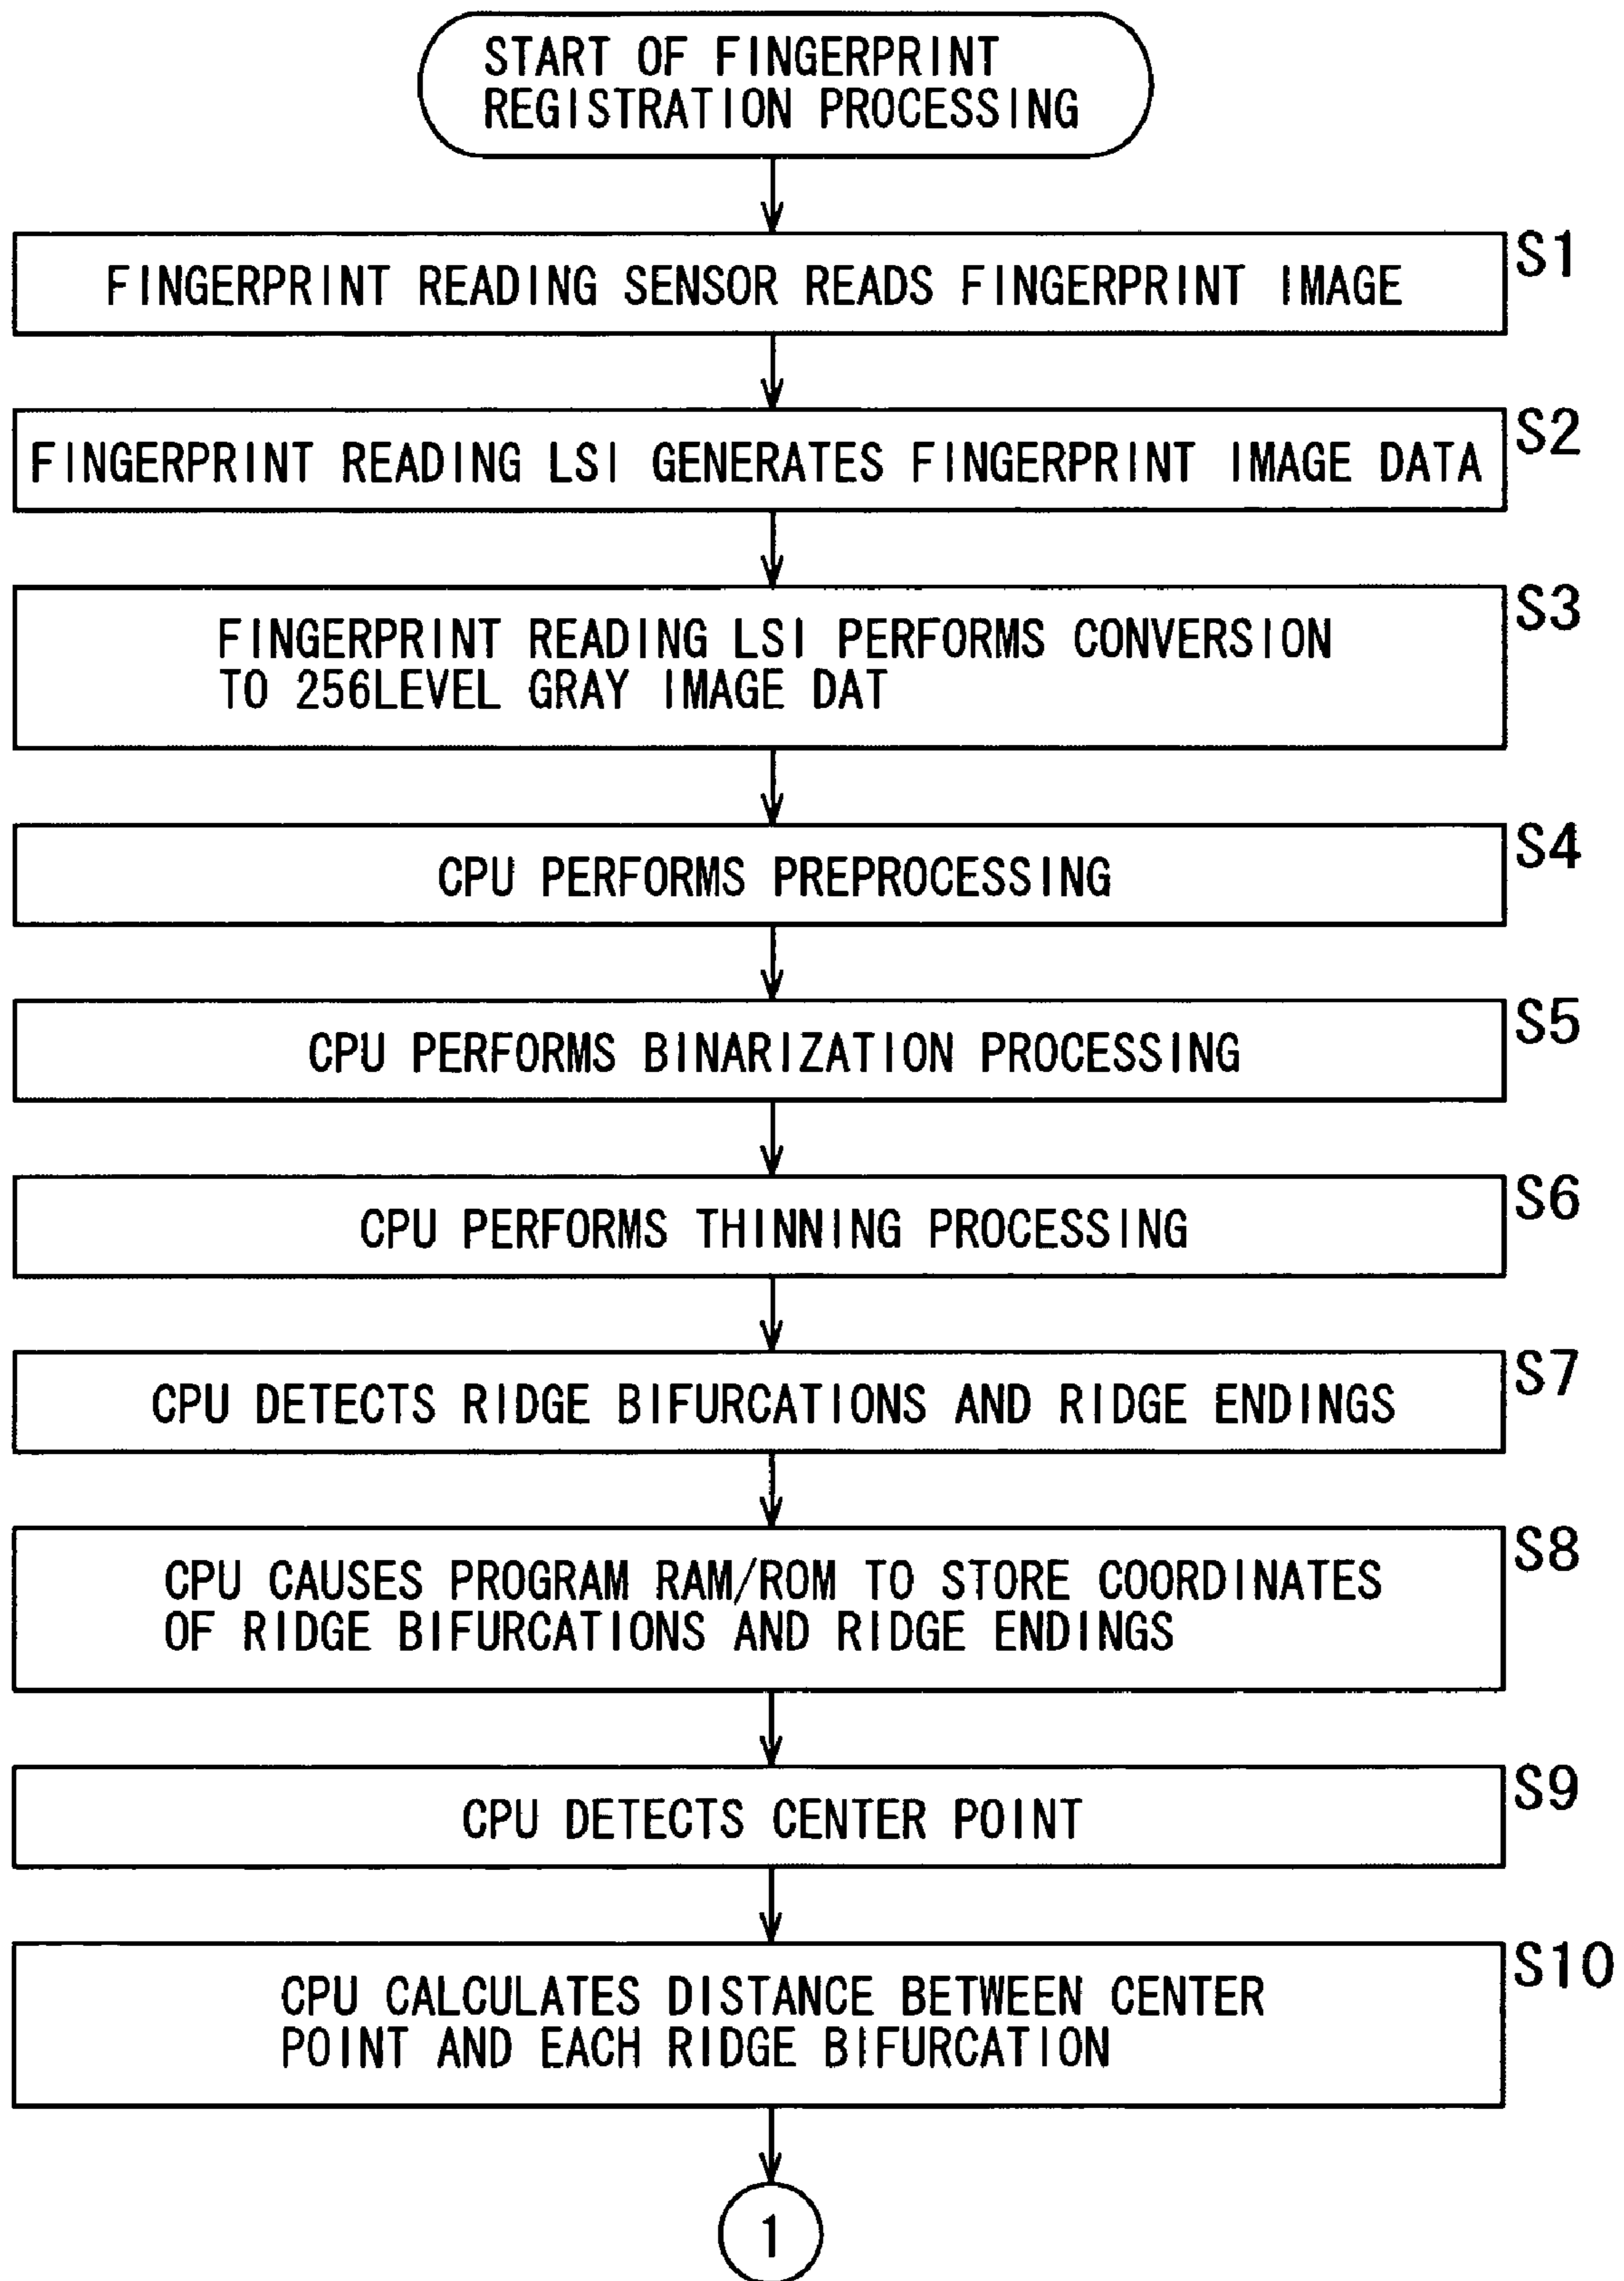 START OF FINGERPRINT
REGISTRATION PROCESSING
S1
FINGERPRINT READING SENSOR READS FINGERPRINT IMAGE
S2
FINGERPRINT READING LSI GENERATES FINGERPRINT IMAGE DATA
S3
FINGERPRINT READING LSI PERFORMS CONVERSION
TO 256LEVEL GRAY IMAGE DAT
S4
CPU PERFORMS PREPROCESSING
S5
CPU PERFORMS BINARIZATION PROCESSING
S6
CPU PERFORMS THINNING PROCESSING
S7
CPU DETECTS RIDGE BIFURCATIONS AND RIDGE ENDINGS
S8
CPU CAUSES PROGRAM RAM/ROM TO STORE COORDINATES
OF RIDGE BIFURCATIONS AND RIDGE ENDINGS
S9
CPU DETECTS CENTER POINT
S10
CPU CALCULATES DISTANCE BETWEEN CENTER
POINT AND EACH RIDGE BIFURCATION
1